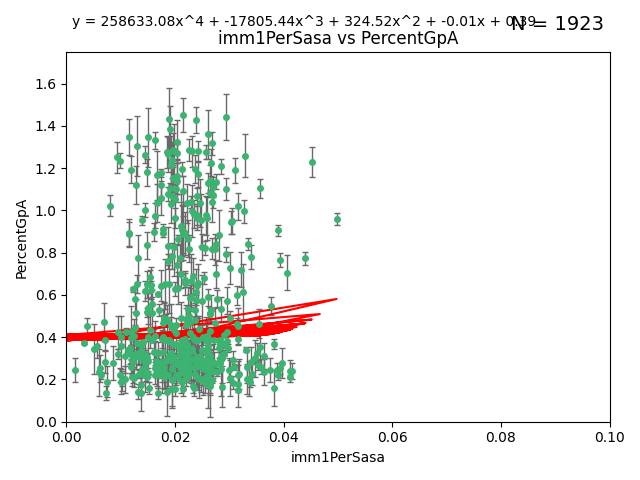 y = 258633.08x^4 + -17805.44x^3 + 324.52x^2 + -0.01x + 0.39
N = 1923
imm1PerSasa vs PercentGpA
1.6
1.4
1.2
1.0
0.8
0.6
0.4
0.2
0.0
PercentGpA
0.00 0.02 0.04 0.06 0.08 0.10
imm1PerSasa